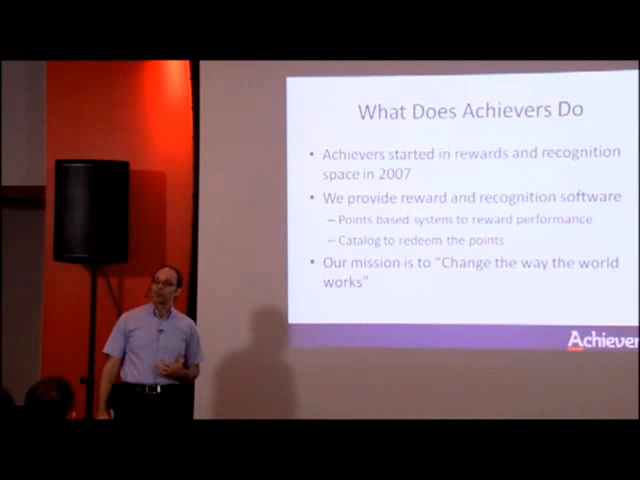 What Does Achievers Do
• Achievers started in rewards and recognition
space in 2007
• We provide reward and recognition software
– Points based system to reward performance
– Catalog to redeem the points
• Our mission is to “Change the way the world
works”
Achiever